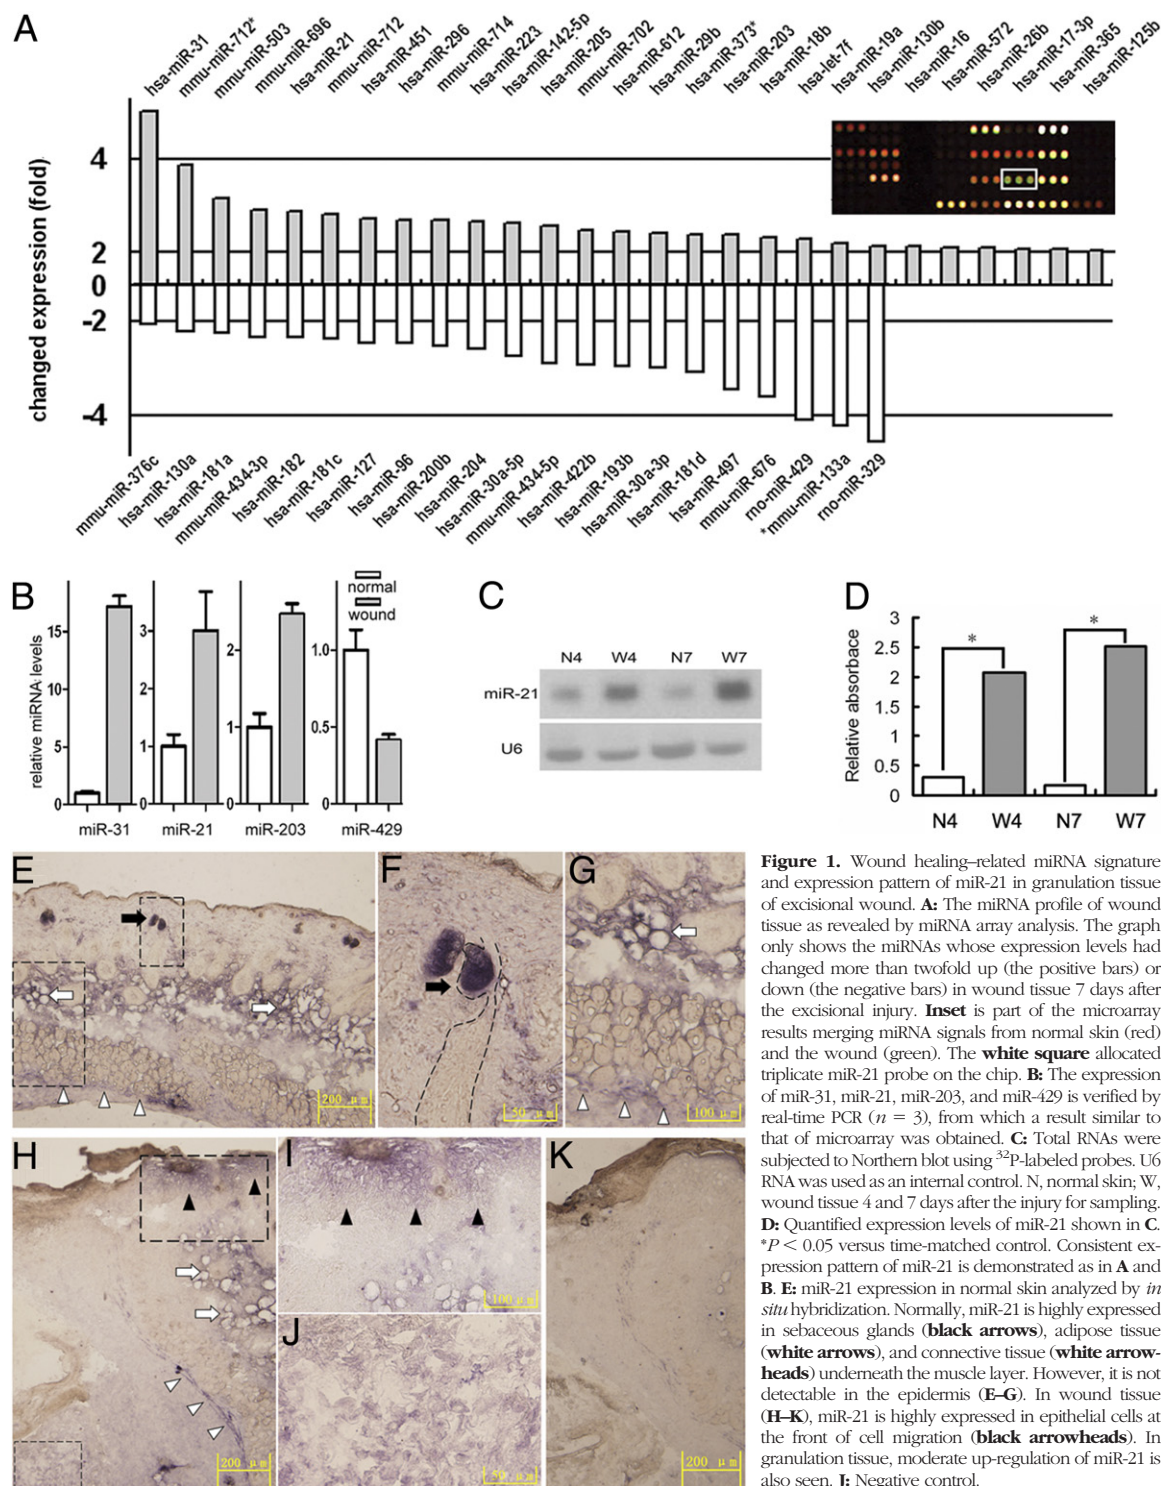 A
hsa-miR-31
mmu-miR-712*
mmu-miR-503
mmu-miR-696
hsa-miR-21
mmu-miR-712
hsa-miR-451
hsa-miR-296
mmu-miR-714
hsa-miR-223
hsa-miR-142-5p
hsa-miR-205
mmu-miR-702
hsa-miR-612
hsa-miR-29b
hsa-miR-373*
hsa-miR-203
hsa-miR-18b
hsa-let-7f
hsa-miR-19a
hsa-miR-130b
hsa-miR-16
hsa-miR-572
hsa-miR-26b
hsa-miR-17-3p
hsa-miR-365
hsa-miR-125b
changed expression (fold)
4
2
0
-2
-4
mmu-miR-376c
hsa-miR-130a
hsa-miR-181a
mmu-miR-434-3p
hsa-miR-182
hsa-miR-181c
hsa-miR-127
hsa-miR-96
hsa-miR-200b
hsa-miR-204
hsa-miR-30a-5p
mmu-miR-434-5p
hsa-miR-422b
hsa-miR-193b
hsa-miR-30a-3p
hsa-miR-181d
hsa-miR-497
mmu-miR-676
rno-miR-429
*mmu-miR-133a
rno-miR-329
B
relative miRNA levels
15
10
5
0
miR-31
3
2
1
0
miR-21
2
1
0
miR-203
normal
wound
1.0
0.5
0
miR-429
C
N4 W4 N7 W7
miR-21
U6
D
Relative absorbace
3
2.5
2
1.5
1
0.5
0
* *
N4 W4 N7 W7
E
200 μm
F
50 μm
G
100 μm
H
200 μm
I
100 μm
J
50 μm
K
200 μm
Figure 1. Wound healing–related miRNA signature
and expression pattern of miR-21 in granulation tissue
of excisional wound. A: The miRNA profile of wound
tissue as revealed by miRNA array analysis. The graph
only shows the miRNAs whose expression levels had
changed more than twofold up (the positive bars) or
down (the negative bars) in wound tissue 7 days after
the excisional injury. Inset is part of the microarray
results merging miRNA signals from normal skin (red)
and the wound (green). The white square allocated
triplicate miR-21 probe on the chip. B: The expression
of miR-31, miR-21, miR-203, and miR-429 is verified by
real-time PCR (n = 3), from which a result similar to
that of microarray was obtained. C: Total RNAs were
subjected to Northern blot using 32P-labeled probes. U6
RNA was used as an internal control. N, normal skin; W,
wound tissue 4 and 7 days after the injury for sampling.
D: Quantified expression levels of miR-21 shown in C.
*P < 0.05 versus time-matched control. Consistent ex-
pression pattern of miR-21 is demonstrated as in A and
B. E: miR-21 expression in normal skin analyzed by in
situ hybridization. Normally, miR-21 is highly expressed
in sebaceous glands (black arrows), adipose tissue
(white arrows), and connective tissue (white arrow-
heads) underneath the muscle layer. However, it is not
detectable in the epidermis (E–G). In wound tissue
(H–K), miR-21 is highly expressed in epithelial cells at
the front of cell migration (black arrowheads). In
granulation tissue, moderate up-regulation of miR-21 is
also seen. J: Negative control.